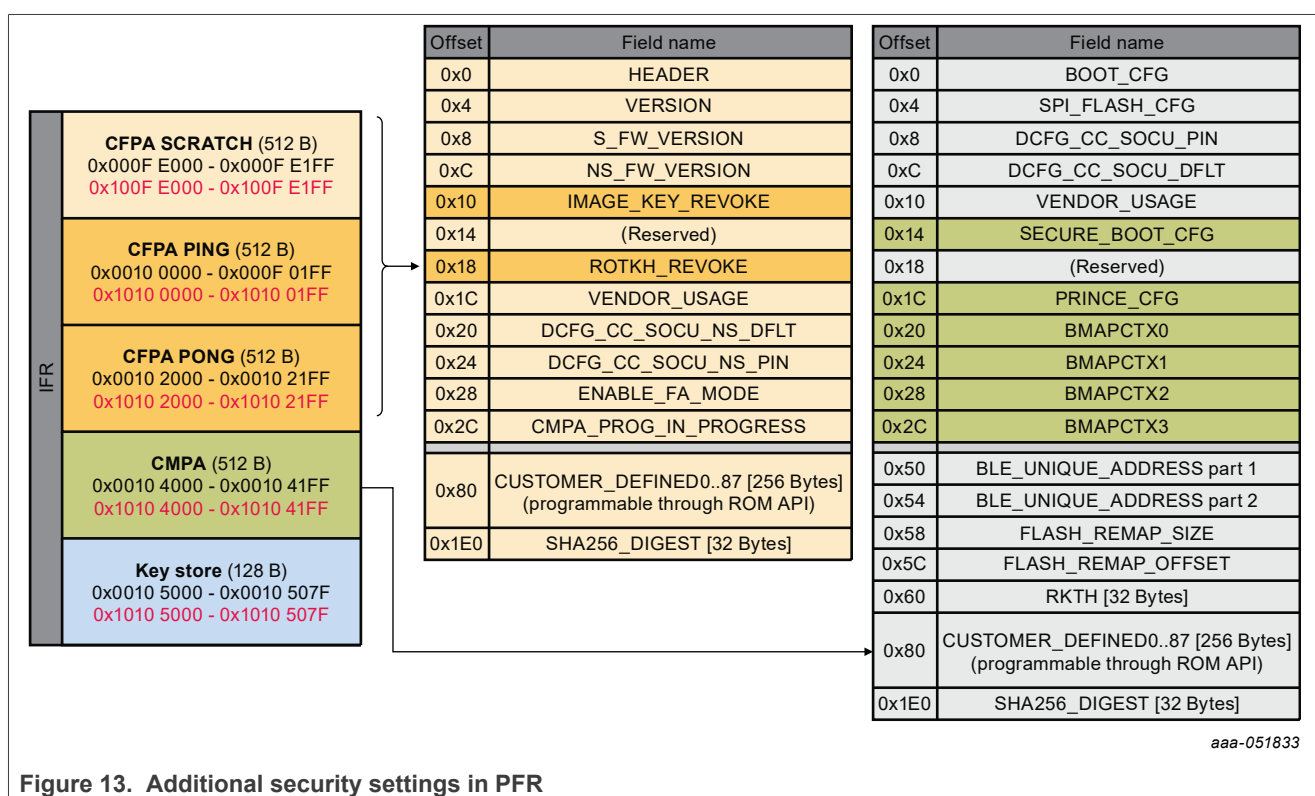 IFR
CFPA SCRATCH (512 B)
0x000F E000 - 0x000F E1FF
0x100F E000 - 0x100F E1FF
CFPA PING (512 B)
0x0010 0000 - 0x000F 01FF
0x1010 0000 - 0x1010 01FF
CFPA PONG (512 B)
0x0010 2000 - 0x0010 21FF
0x1010 2000 - 0x1010 21FF
CMPA (512 B)
0x0010 4000 - 0x0010 41FF
0x1010 4000 - 0x1010 41FF
Key store (128 B)
0x0010 5000 - 0x0010 507F
0x1010 5000 - 0x1010 507F
Offset Field name
0x0 HEADER
0x4 VERSION
0x8 S_FW_VERSION
0xC NS_FW_VERSION
0x10 IMAGE_KEY_REVOKE
0x14 (Reserved)
0x18 ROTKH_REVOKE
0x1C VENDOR_USAGE
0x20 DCFG_CC_SOCU_NS_DFLT
0x24 DCFG_CC_SOCU_NS_PIN
0x28 ENABLE_FA_MODE
0x2C CMPA_PROG_IN_PROGRESS
0x80 CUSTOMER_DEFINED0..87 [256 Bytes]
(programmable through ROM API)
0x1E0 SHA256_DIGEST [32 Bytes]
Offset Field name
0x0 BOOT_CFG
0x4 SPI_FLASH_CFG
0x8 DCFG_CC_SOCU_PIN
0xC DCFG_CC_SOCU_DFLT
0x10 VENDOR_USAGE
0x14 SECURE_BOOT_CFG
0x18 (Reserved)
0x1C PRINCE_CFG
0x20 BMAPCTX0
0x24 BMAPCTX1
0x28 BMAPCTX2
0x2C BMAPCTX3
0x50 BLE_UNIQUE_ADDRESS part 1
0x54 BLE_UNIQUE_ADDRESS part 2
0x58 FLASH_REMAP_SIZE
0x5C FLASH_REMAP_OFFSET
0x60 RKTH [32 Bytes]
0x80 CUSTOMER_DEFINED0..87 [256 Bytes]
(programmable through ROM API)
0x1E0 SHA256_DIGEST [32 Bytes]
aaa-051833
Figure 13. Additional security settings in PFR